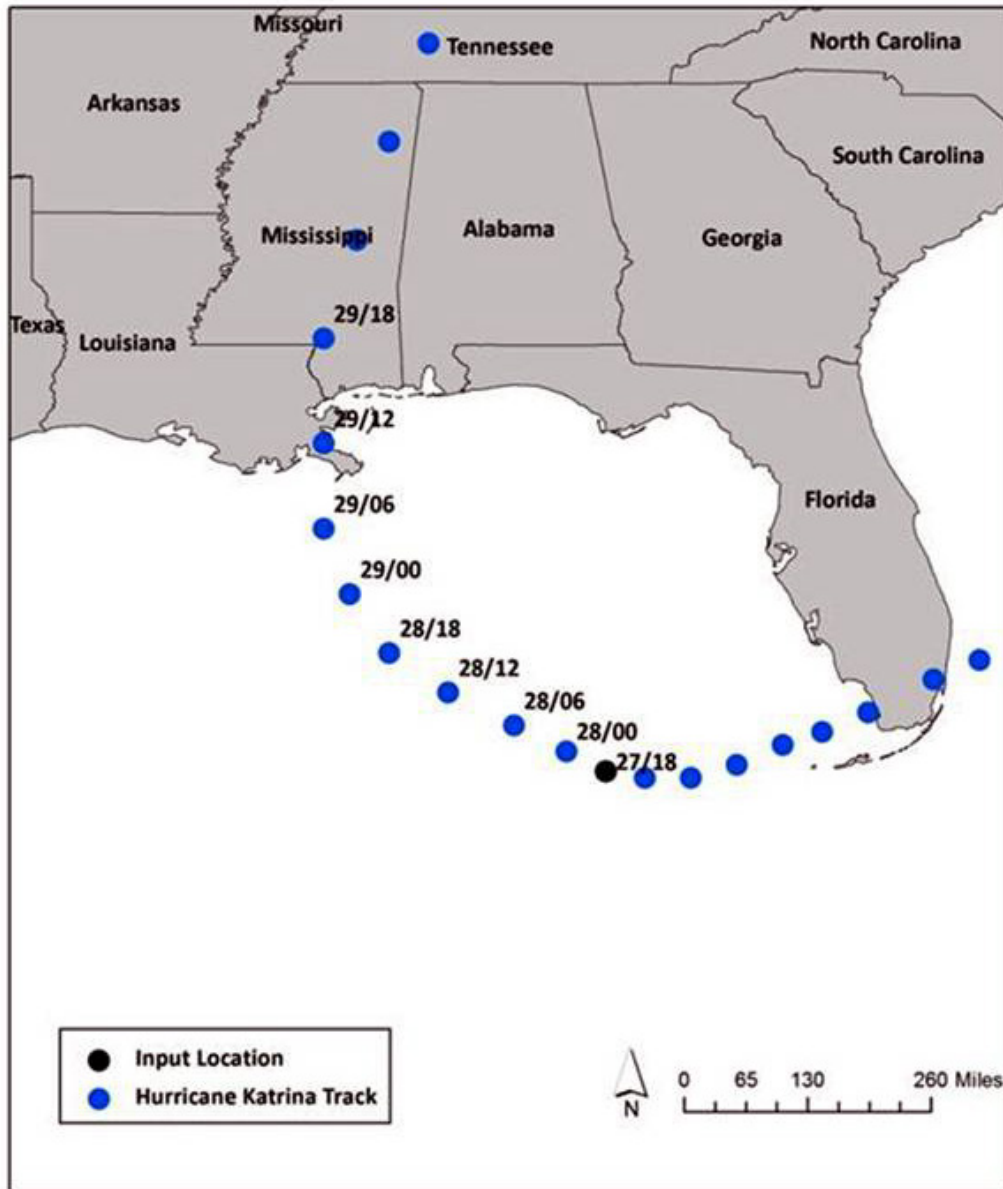 Missouri
Tennessee
North Carolina
Arkansas
South Carolina
Mississippi
Alabama
Georgia
29/18
Texas
Louisiana
29/12
29/06
Florida
29/00
28/18
28/12
28/06
28/00
27/18
Input Location
Hurricane Katrina Track
N
0 65 130 260 Miles